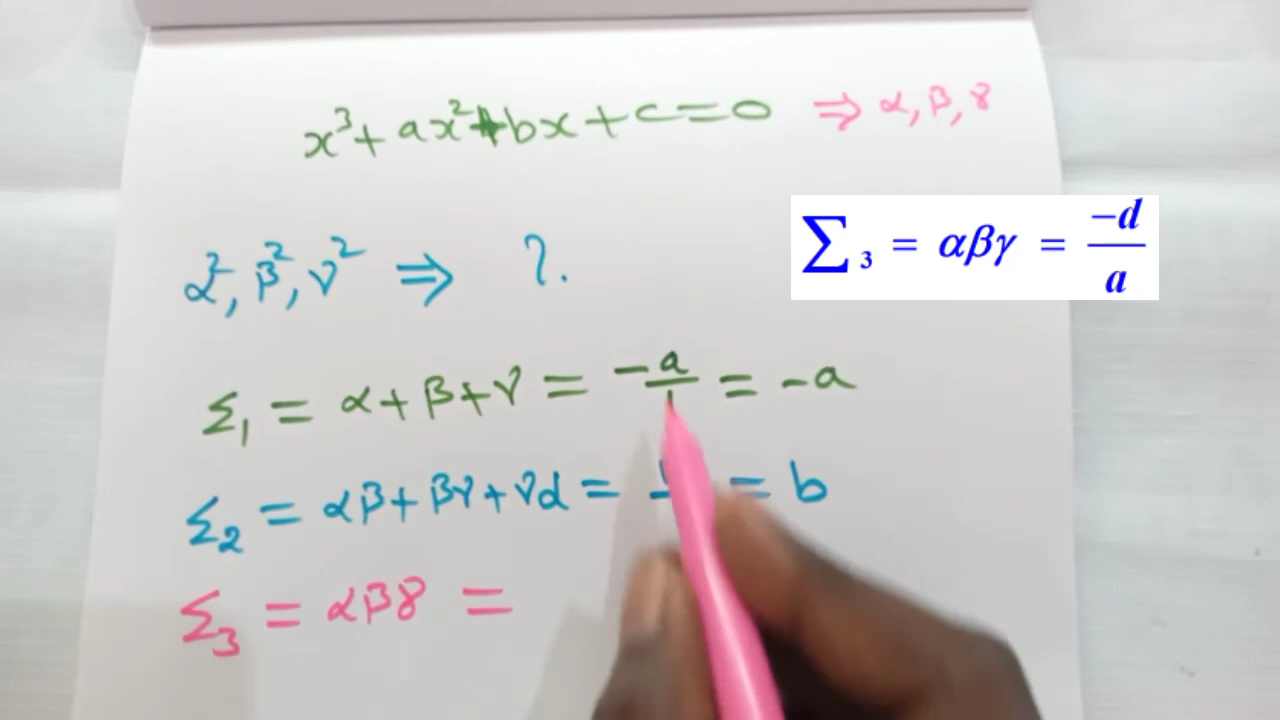 x³ + ax² + bx + c = 0 ⇒ α, β, γ
α², β², γ² ⇒ ?.
∑₃ = αβγ = −d/a
Σ₁ = α + β + γ = −a/1 = −a
Σ₂ = αβ + βγ + γα = = b
Σ₃ = αβγ =